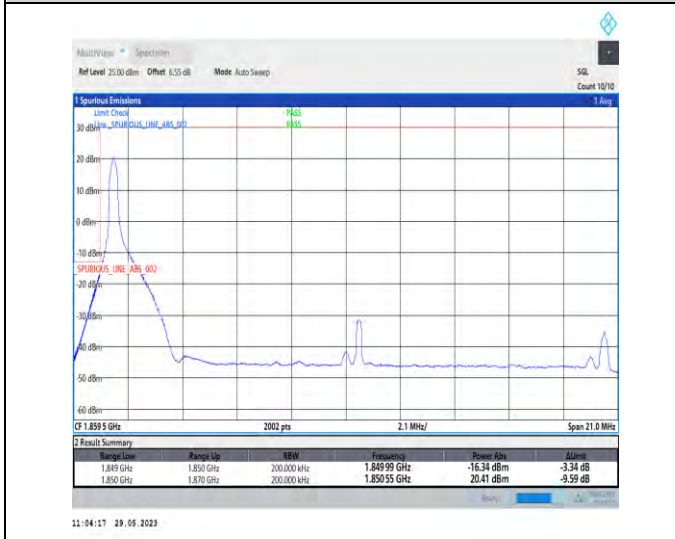 MultiView Spectrum
Ref Level 25.00 dBm Offset 6.55 dB Mode Auto Sweep SGL
Count 10/10
1 Spurious Emissions 1 Avg
Limit Check PASS
Line _SPURIOUS_LINE_ABS_002 PASS
30 dBm
20 dBm
10 dBm
0 dBm
-10 dBm
_SPURIOUS_LINE_ABS_002
-20 dBm
-30 dBm
-40 dBm
-50 dBm
-60 dBm
CF 1.859 5 GHz 2002 pts 2.1 MHz/ Span 21.0 MHz
2 Result Summary
Range Low Range Up RBW Frequency Power Abs ΔLimit
1.849 GHz 1.850 GHz 200.000 kHz 1.849 99 GHz -16.34 dBm -3.34 dB
1.850 GHz 1.870 GHz 200.000 kHz 1.850 55 GHz 20.41 dBm -9.59 dB
Ready
11:04:17 29.05.2023